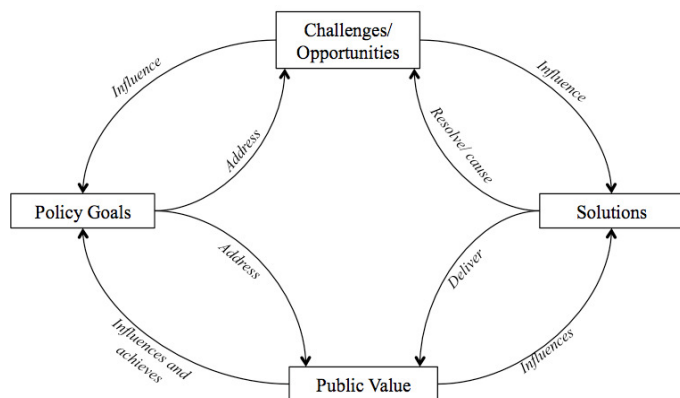 Challenges/
Opportunities
Influence
Influence
Address
Resolve/ cause
Policy Goals
Solutions
Address
Deliver
Influences and
achieves
Influences
Public Value